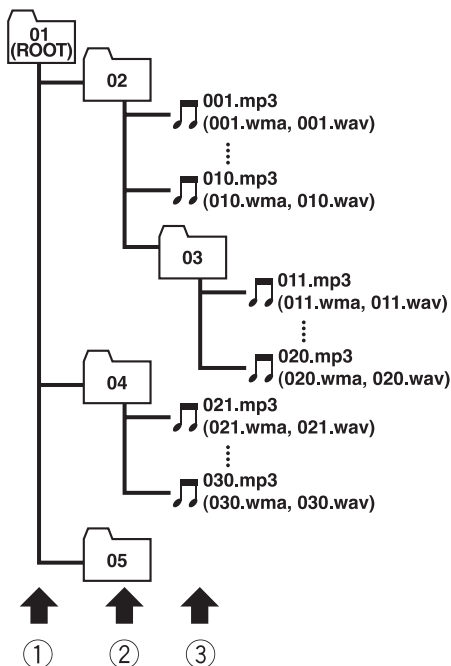 01
(ROOT)
02
001.mp3
(001.wma, 001.wav)
010.mp3
(010.wma, 010.wav)
03
011.mp3
(011.wma, 011.wav)
020.mp3
(020.wma, 020.wav)
04
021.mp3
(021.wma, 021.wav)
030.mp3
(030.wma, 030.wav)
05
① ② ③